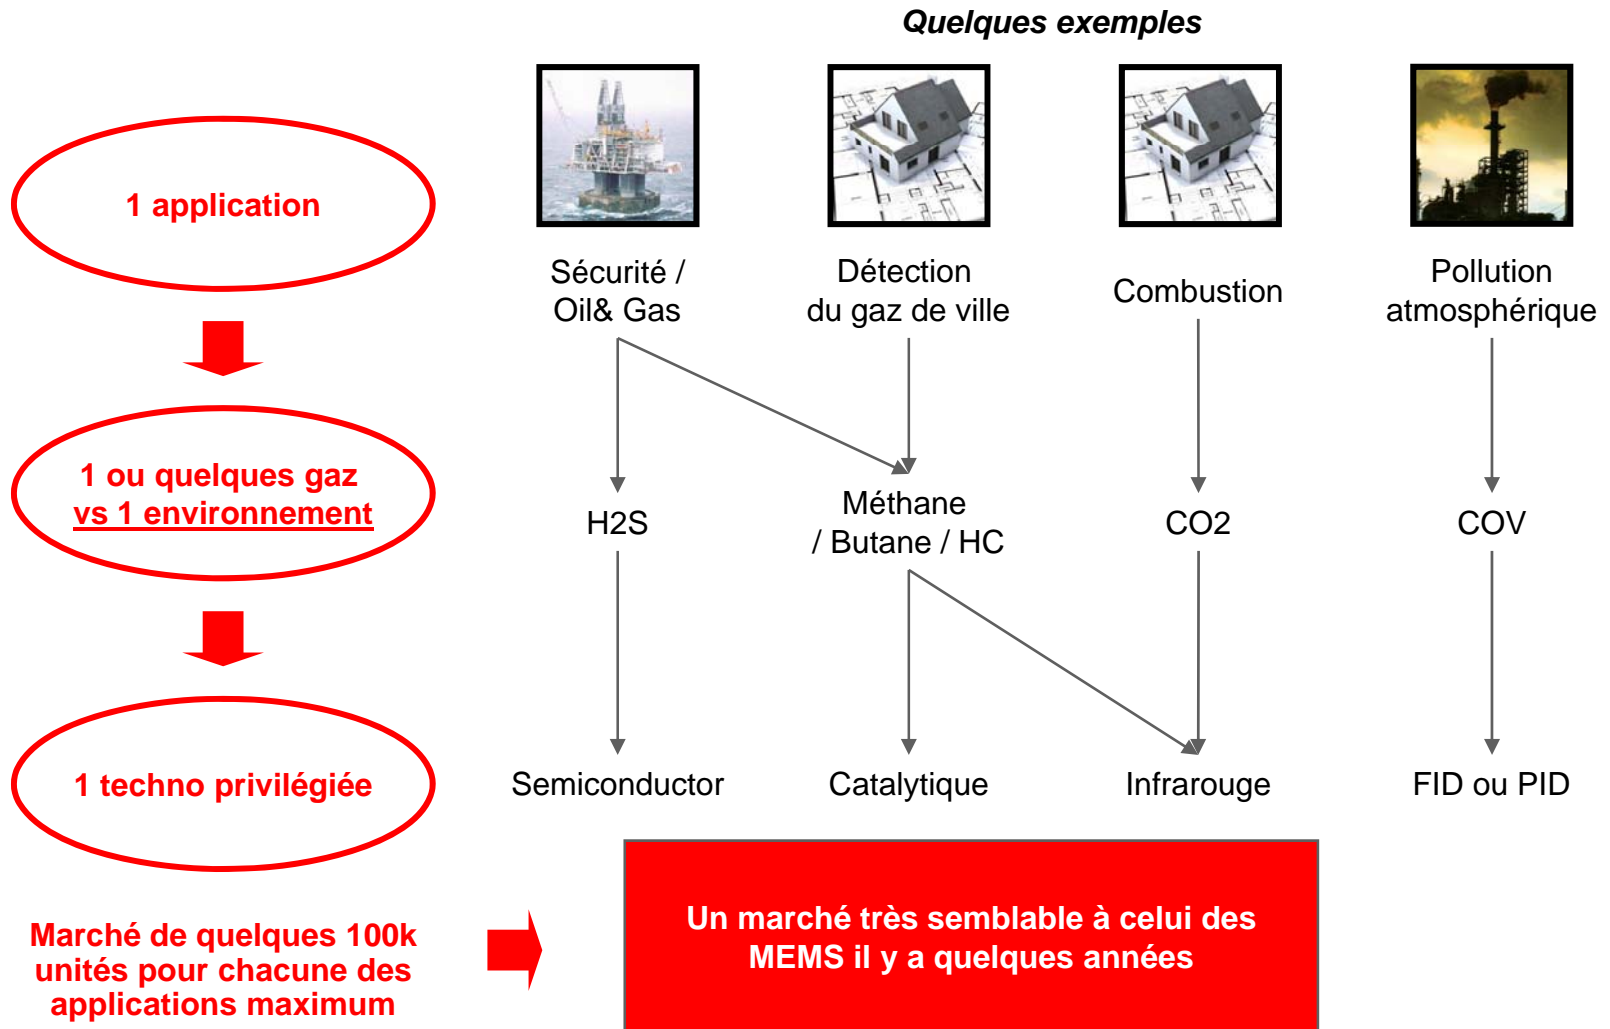 Quelques exemples
1 application
Sécurité /
Oil& Gas
Détection
du gaz de ville
Combustion
Pollution
atmosphérique
1 ou quelques gaz
vs 1 environnement
H2S
Méthane
/ Butane / HC
CO2
COV
1 techno privilégiée
Semiconductor
Catalytique
Infrarouge
FID ou PID
Marché de quelques 100k
unités pour chacune des
applications maximum
Un marché très semblable à celui des
MEMS il y a quelques années